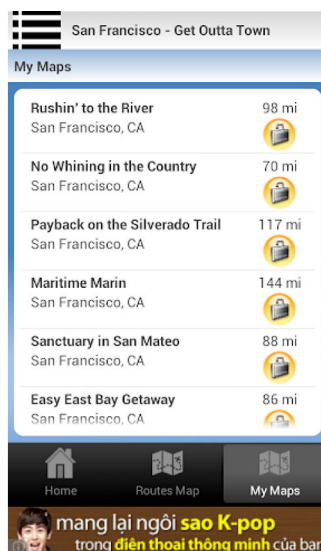 San Francisco - Get Outta Town
My Maps
Rushin' to the River 98 mi
San Francisco, CA
No Whining in the Country 70 mi
San Francisco, CA
Payback on the Silverado Trail 117 mi
San Francisco, CA
Maritime Marin 144 mi
San Francisco, CA
Sanctuary in San Mateo 88 mi
San Francisco, CA
Easy East Bay Getaway 86 mi
San Francisco, CA
Home Routes Map My Maps
mang lại ngôi sao K-pop
trong điện thoại thông minh của bạn